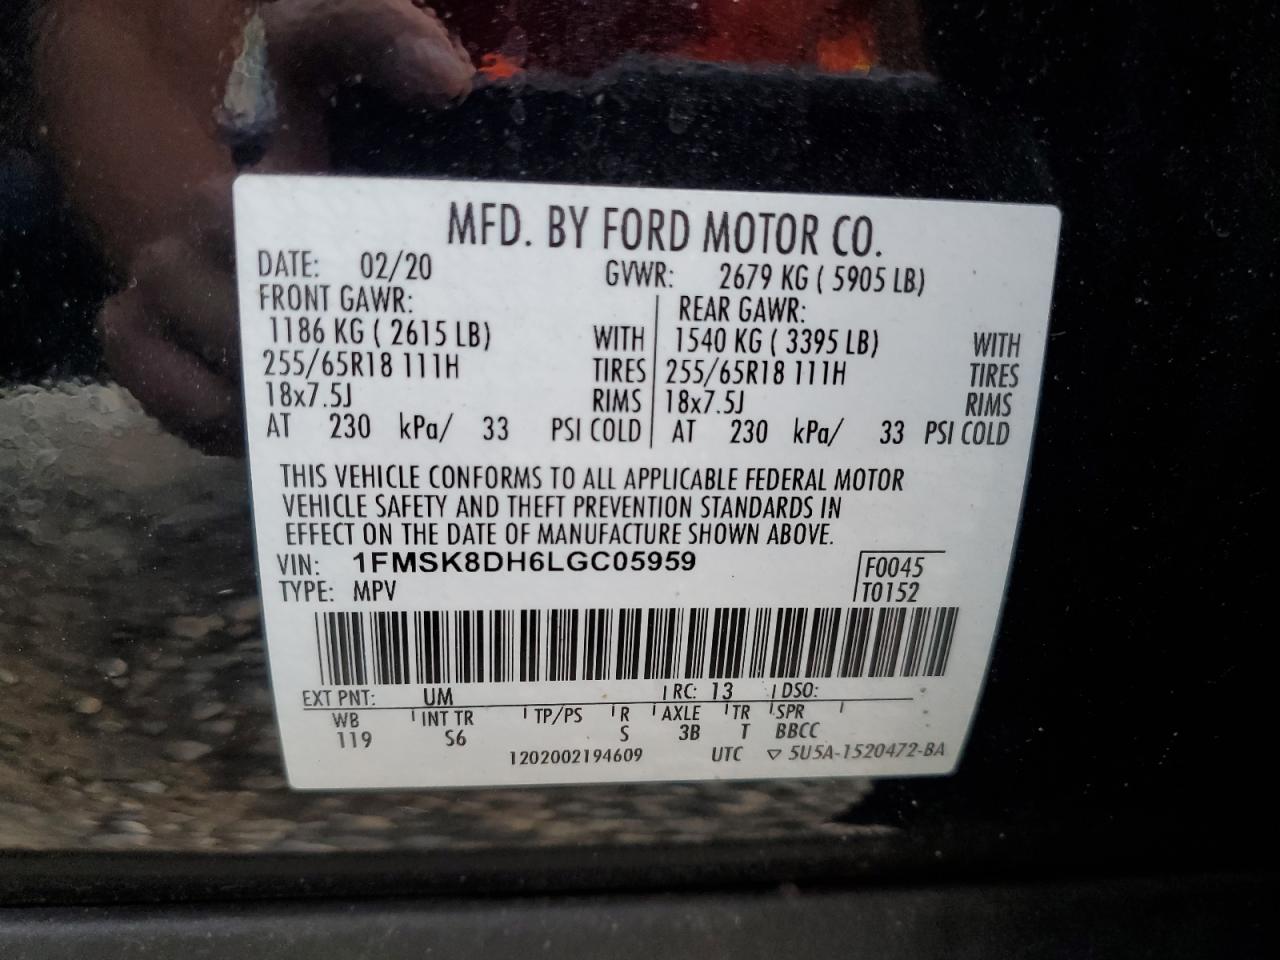 MFD. BY FORD MOTOR CO.
DATE: 02/20 GVWR: 2679 KG ( 5905 LB)
FRONT GAWR: REAR GAWR:
1186 KG ( 2615 LB) WITH 1540 KG ( 3395 LB) WITH
255/65R18 111H TIRES 255/65R18 111H TIRES
18x7.5J RIMS 18x7.5J RIMS
AT 230 kPa/ 33 PSI COLD AT 230 kPa/ 33 PSI COLD
THIS VEHICLE CONFORMS TO ALL APPLICABLE FEDERAL MOTOR
VEHICLE SAFETY AND THEFT PREVENTION STANDARDS IN
EFFECT ON THE DATE OF MANUFACTURE SHOWN ABOVE.
VIN: 1FMSK8DH6LGC05959 F0045
TYPE: MPV T0152
EXT PNT: UM RC: 13 DSO:
WB INT TR TP/PS R AXLE TR SPR
119 S6 S 3B T BBCC
1202002194609 UTC ▽ 5U5A-1520472-BA